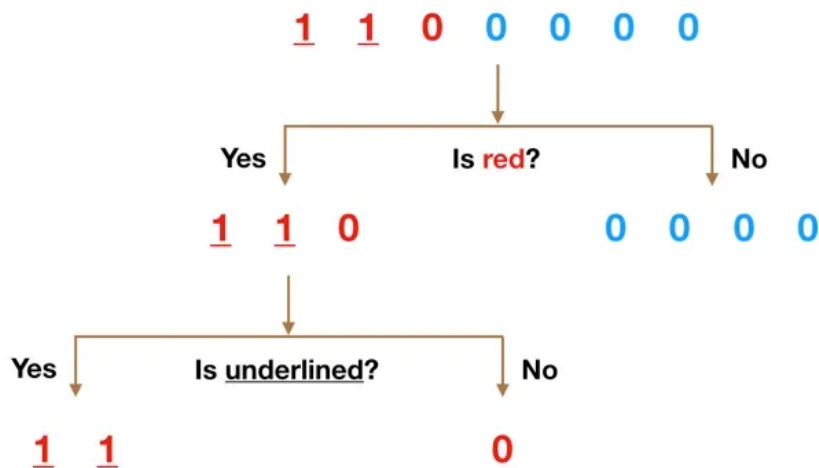 1 1 0 0 0 0 0
Yes Is red? No
1 1 0 0 0 0 0
Yes Is underlined? No
1 1 0